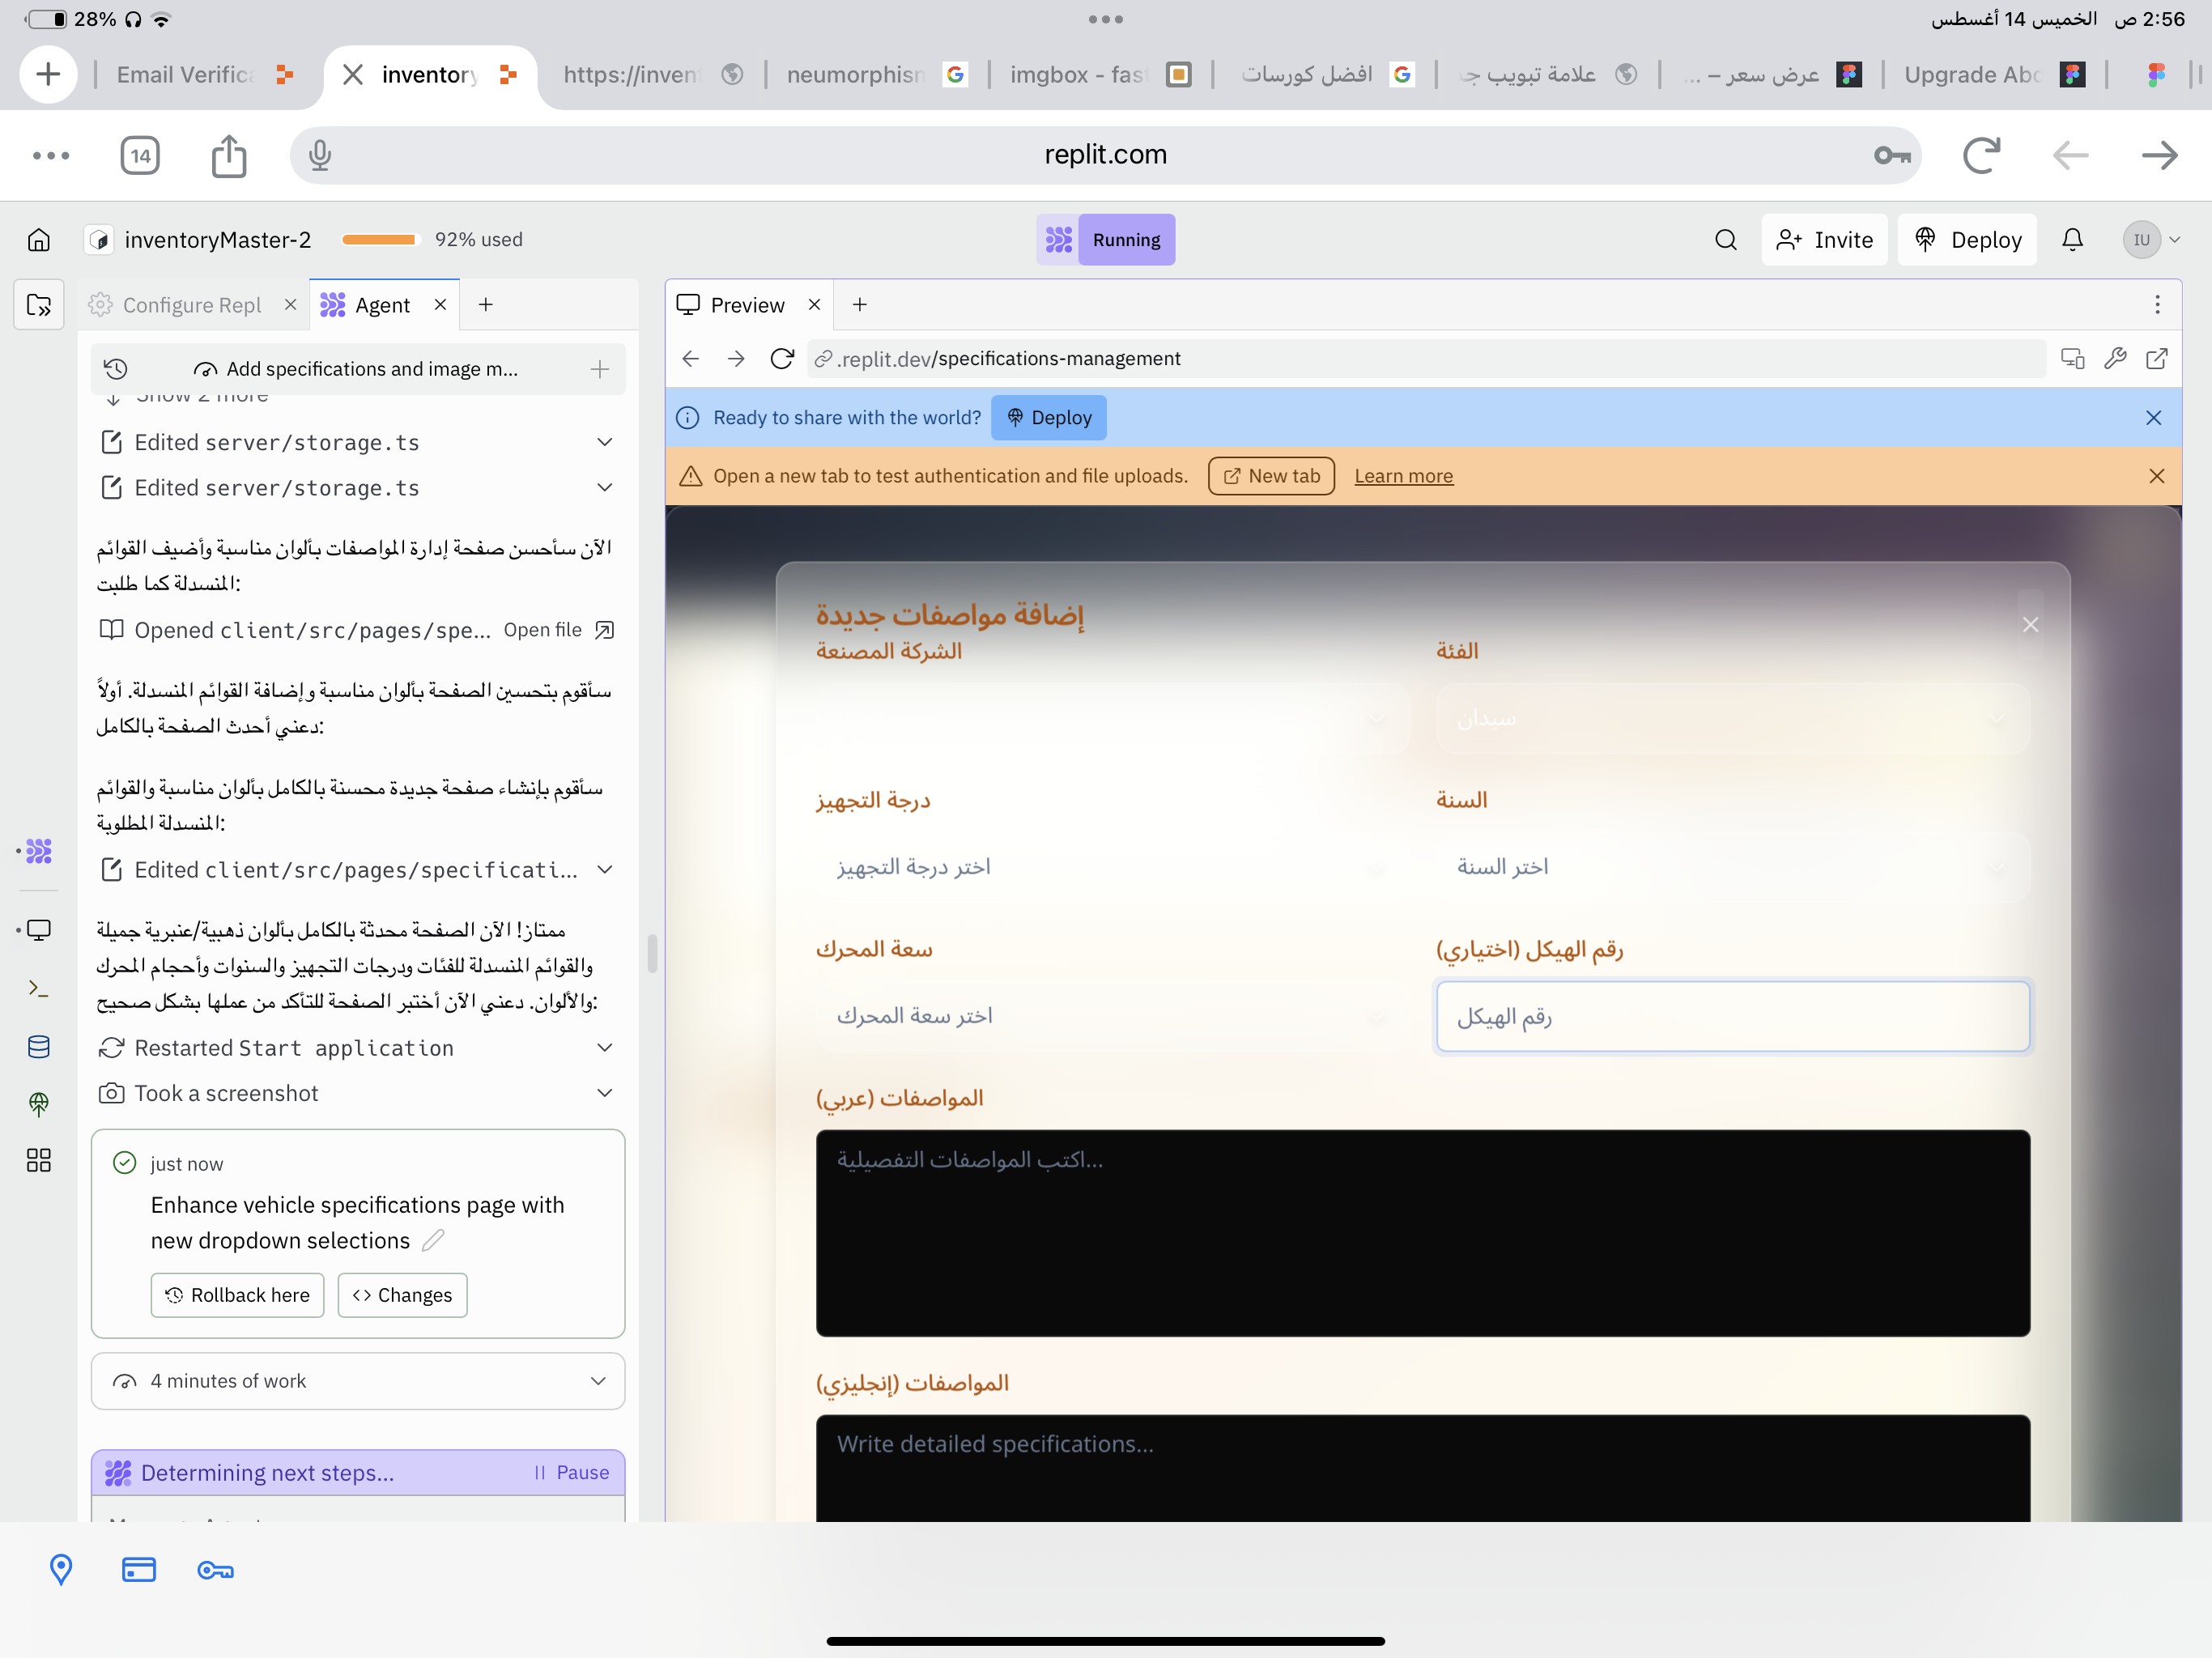 28%
2:56 ص الخميس 14 أغسطس
Email Verifica
inventory
https://inven
neumorphisn
imgbox - fas
افضل كورسات
علامة تبويب جد
عرض سعر – ...
Upgrade Abo
14
replit.com
inventoryMaster-2
92% used
Running
Invite
Deploy
IU
Configure Repl
Agent
Add specifications and image m...
Show 2 more
Edited server/storage.ts
Edited server/storage.ts
الآن سأحسن صفحة إدارة المواصفات بألوان مناسبة وأضيف القوائم
المنسدلة كما طلبت:
Opened client/src/pages/spe... Open file
سأقوم بتحسين الصفحة بألوان مناسبة وإضافة القوائم المنسدلة. أولاً
دعني أحدث الصفحة بالكامل:
سأقوم بإنشاء صفحة جديدة محسنة بالكامل بألوان مناسبة والقوائم
المنسدلة المطلوبة:
Edited client/src/pages/specificati...
ممتاز! الآن الصفحة محدثة بالكامل بألوان ذهبية/عنبرية جميلة
والقوائم المنسدلة للفئات ودرجات التجهيز والسنوات وأحجام المحرك
والألوان. دعني الآن أختبر الصفحة للتأكد من عملها بشكل صحيح:
Restarted Start application
Took a screenshot
just now
Enhance vehicle specifications page with
new dropdown selections
Rollback here
Changes
4 minutes of work
Determining next steps...
Pause
Preview
.replit.dev/specifications-management
Ready to share with the world?
Deploy
Open a new tab to test authentication and file uploads.
New tab
Learn more
إضافة مواصفات جديدة
الشركة المصنعة
الفئة
سيدان
درجة التجهيز
السنة
اختر درجة التجهيز
اختر السنة
سعة المحرك
رقم الهيكل (اختياري)
اختر سعة المحرك
رقم الهيكل
المواصفات (عربي)
اكتب المواصفات التفصيلية...
المواصفات (إنجليزي)
Write detailed specifications...